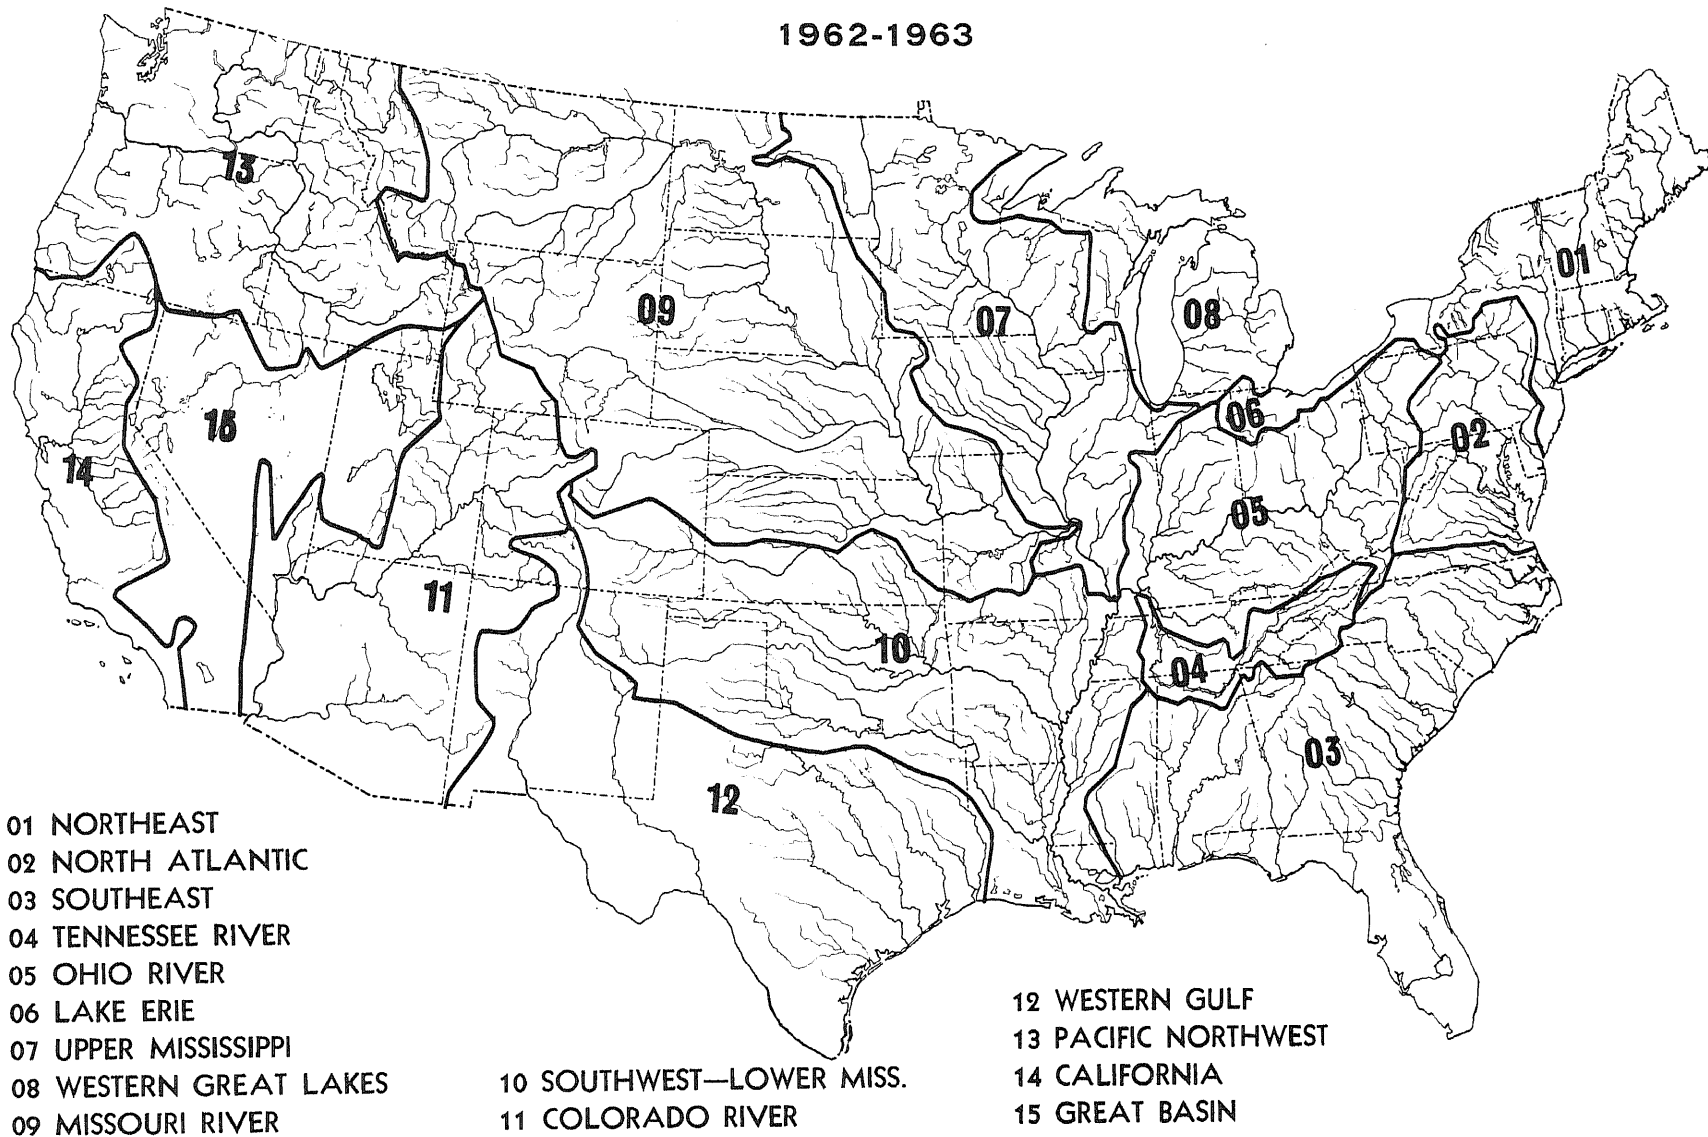 1962-1963
13
01
09
07
08
15
06
02
14
05
11
10
04
03
12
01 NORTHEAST
02 NORTH ATLANTIC
03 SOUTHEAST
04 TENNESSEE RIVER
05 OHIO RIVER
06 LAKE ERIE
07 UPPER MISSISSIPPI
08 WESTERN GREAT LAKES
09 MISSOURI RIVER
10 SOUTHWEST—LOWER MISS.
11 COLORADO RIVER
12 WESTERN GULF
13 PACIFIC NORTHWEST
14 CALIFORNIA
15 GREAT BASIN